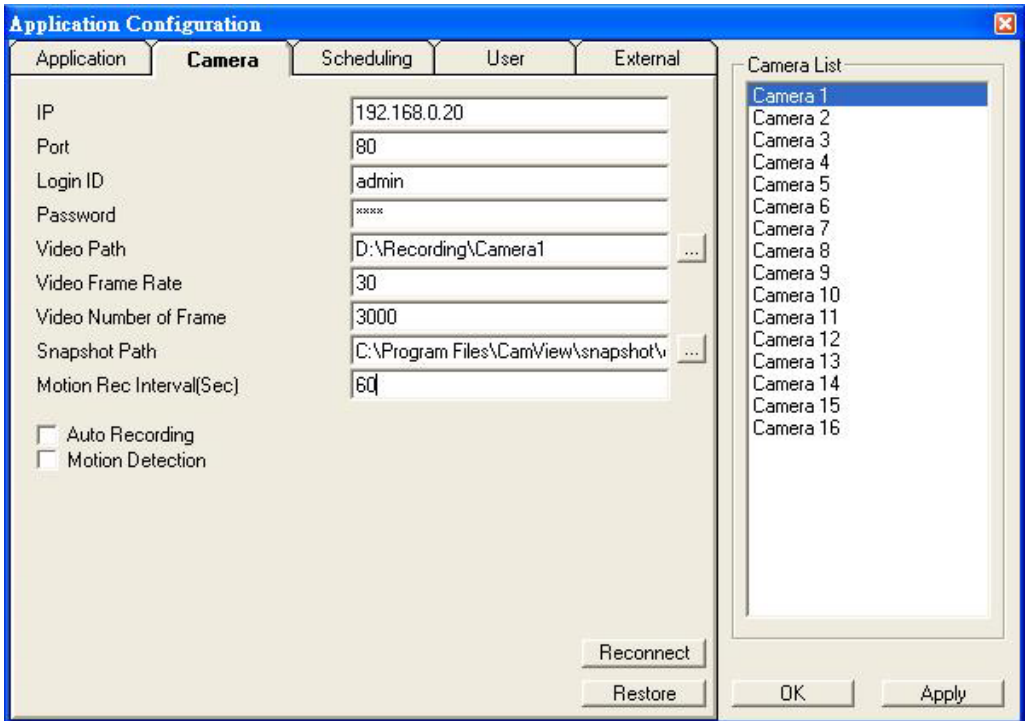 Application Configuration
Application Camera Scheduling User External
IP 192.168.0.20
Port 80
Login ID admin
Password ****
Video Path D:\Recording\Camera1 ...
Video Frame Rate 30
Video Number of Frame 3000
Snapshot Path C:\Program Files\CamView\snapshot\ ...
Motion Rec Interval(Sec) 60
Auto Recording
Motion Detection
Reconnect
Restore
Camera List
Camera 1
Camera 2
Camera 3
Camera 4
Camera 5
Camera 6
Camera 7
Camera 8
Camera 9
Camera 10
Camera 11
Camera 12
Camera 13
Camera 14
Camera 15
Camera 16
OK Apply